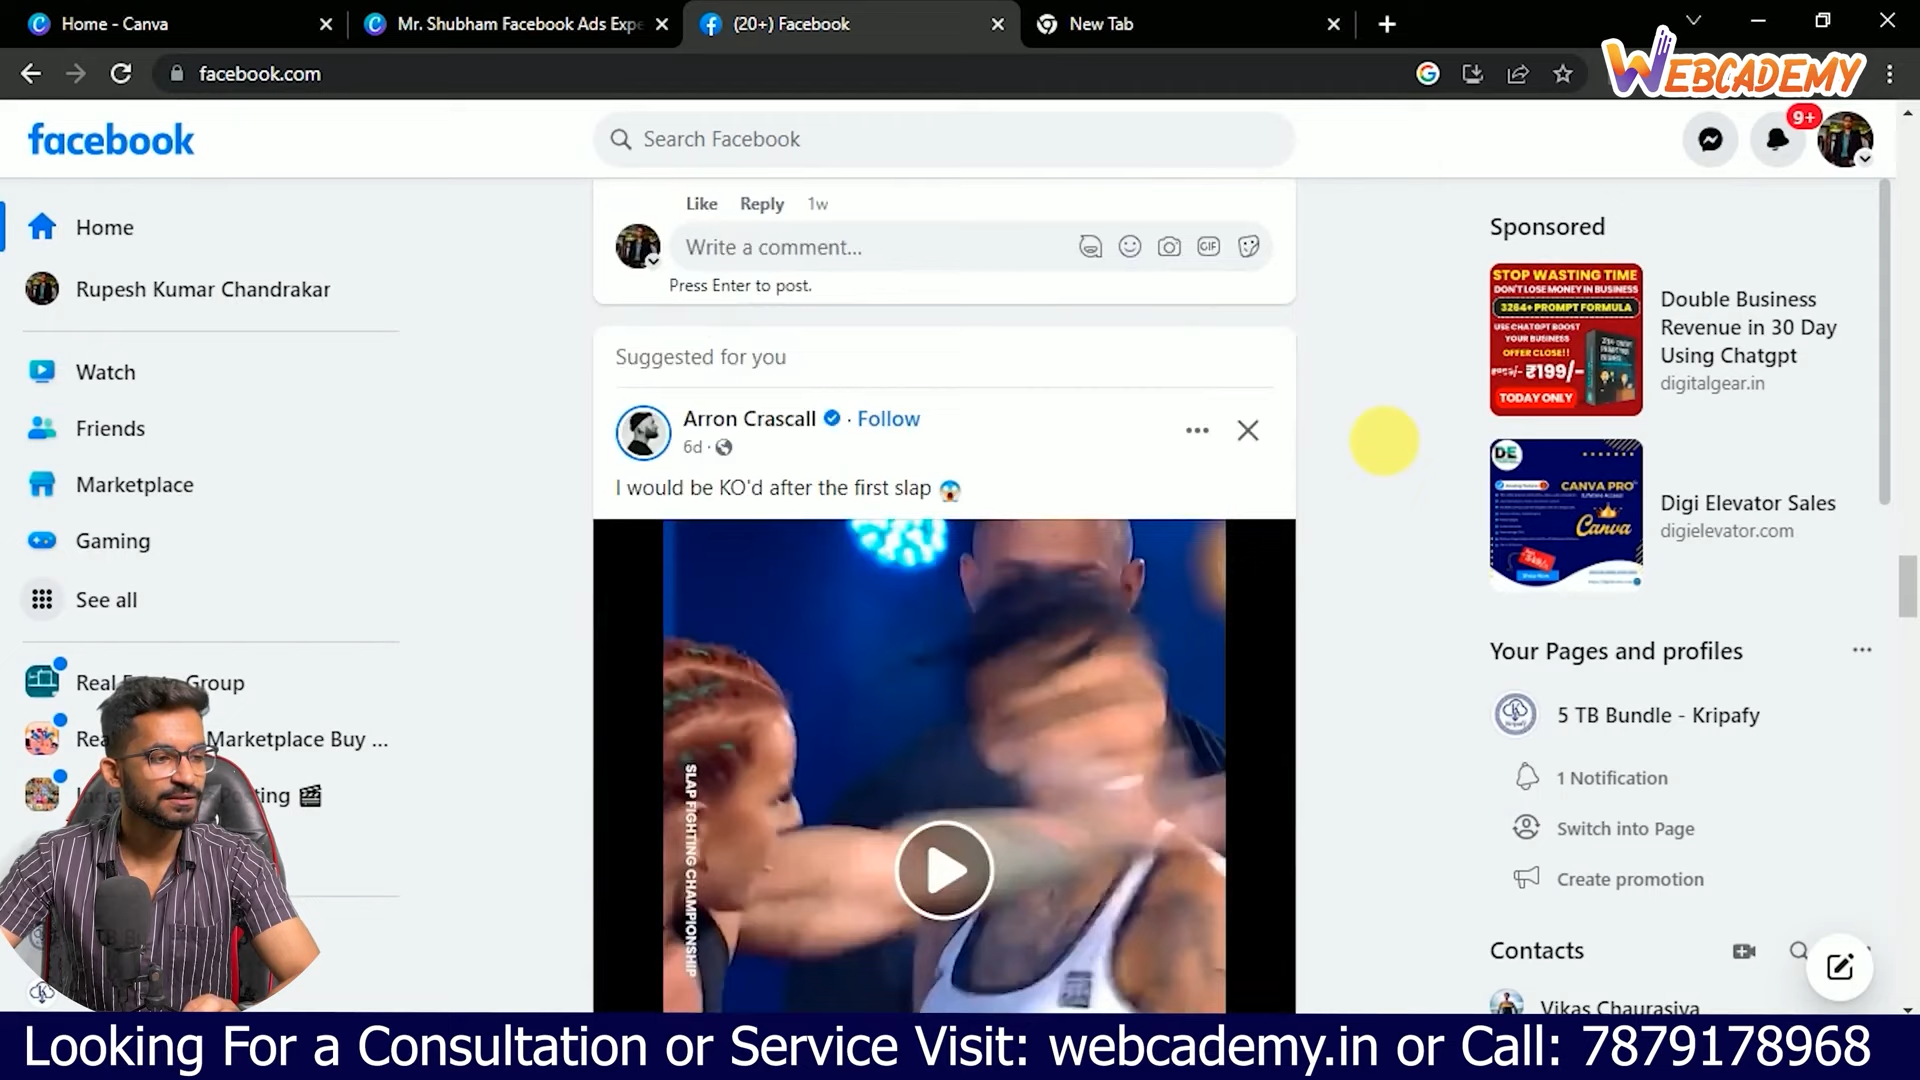 Home - Canva
Mr. Shubham Facebook Ads Expe
(20+) Facebook
New Tab
facebook.com
WEBCADEMY
facebook
Search Facebook
9+
Home
Rupesh Kumar Chandrakar
Watch
Friends
Marketplace
Gaming
See all
Group
Marketplace Buy ...
Like Reply 1w
Write a comment...
GIF
Press Enter to post.
Suggested for you
Arron Crascall · Follow
6d ·
I would be KO'd after the first slap 😱
SLAP FIGHTING CHAMPIONSHIP
Sponsored
STOP WASTING TIME
DON'T LOSE MONEY IN BUSINESS
3264+ PROMPT FORMULA
USE CHATGPT BOOST
YOUR BUSINESS
OFFER CLOSE!!
₹199/-
TODAY ONLY
Double Business
Revenue in 30 Day
Using Chatgpt
digitalgear.in
DE
CANVA PRO
Canva
Digi Elevator Sales
digielevator.com
Your Pages and profiles
5 TB Bundle - Kripafy
1 Notification
Switch into Page
Create promotion
Contacts
Vikas Chaurasiya
Looking For a Consultation or Service Visit: webcademy.in or Call: 7879178968